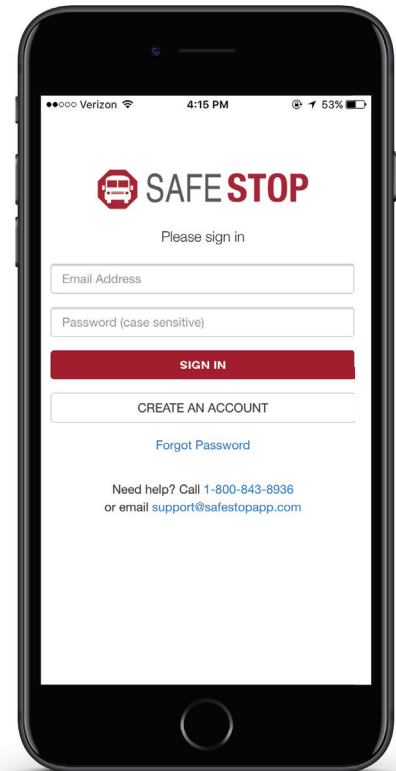 ●●○○○ Verizon 4:15 PM 53%
SAFE STOP
Please sign in
Email Address
Password (case sensitive)
SIGN IN
CREATE AN ACCOUNT
Forgot Password
Need help? Call 1-800-843-8936
or email support@safestopapp.com